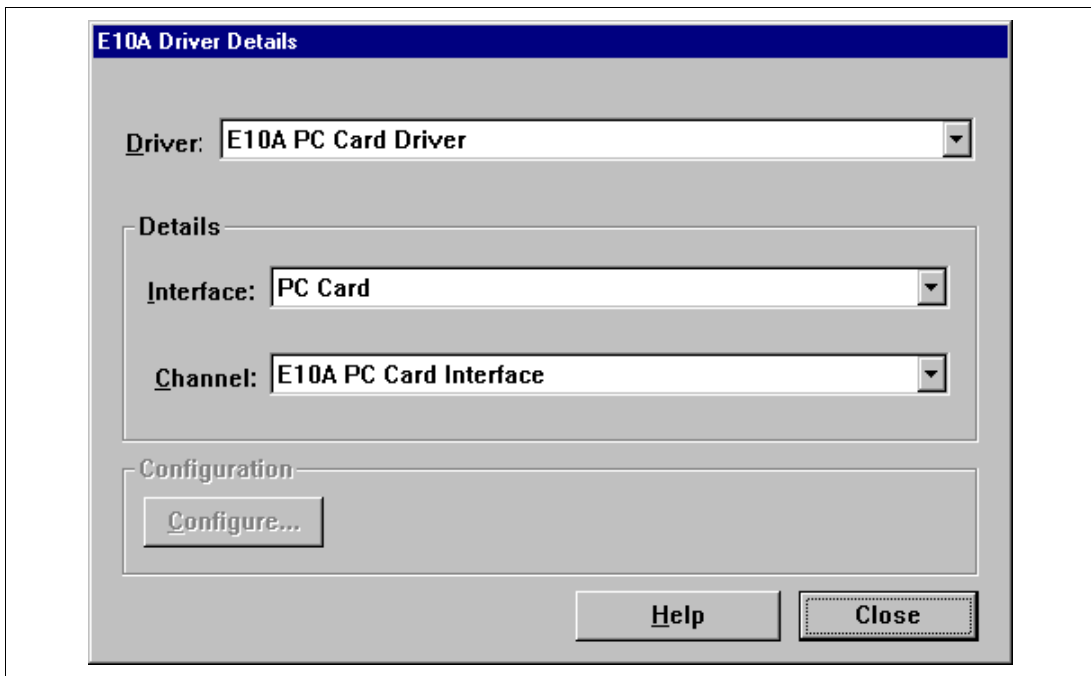 E10A Driver Details
Driver: E10A PC Card Driver
Details
Interface: PC Card
Channel: E10A PC Card Interface
Configuration
Configure...
Help Close